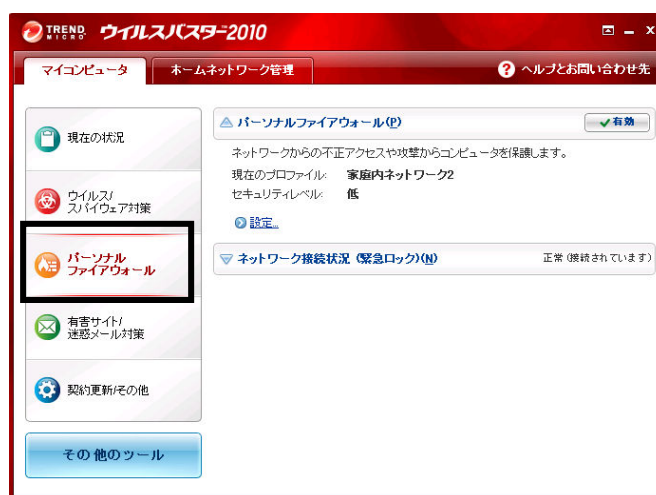 TREND MICRO ウイルスバスター2010
マイコンピュータ
ホームネットワーク管理
ヘルプとお問い合わせ先
現在の状況
ウイルス/
スパイウェア対策
パーソナル
ファイアウォール
有害サイト/
迷惑メール対策
契約更新/その他
その他のツール
パーソナルファイアウォール(P)
有効
ネットワークからの不正アクセスや攻撃からコンピュータを保護します。
現在のプロファイル: 家庭内ネットワーク2
セキュリティレベル: 低
設定...
ネットワーク接続状況 (緊急ロック)(N)
正常 (接続されています)